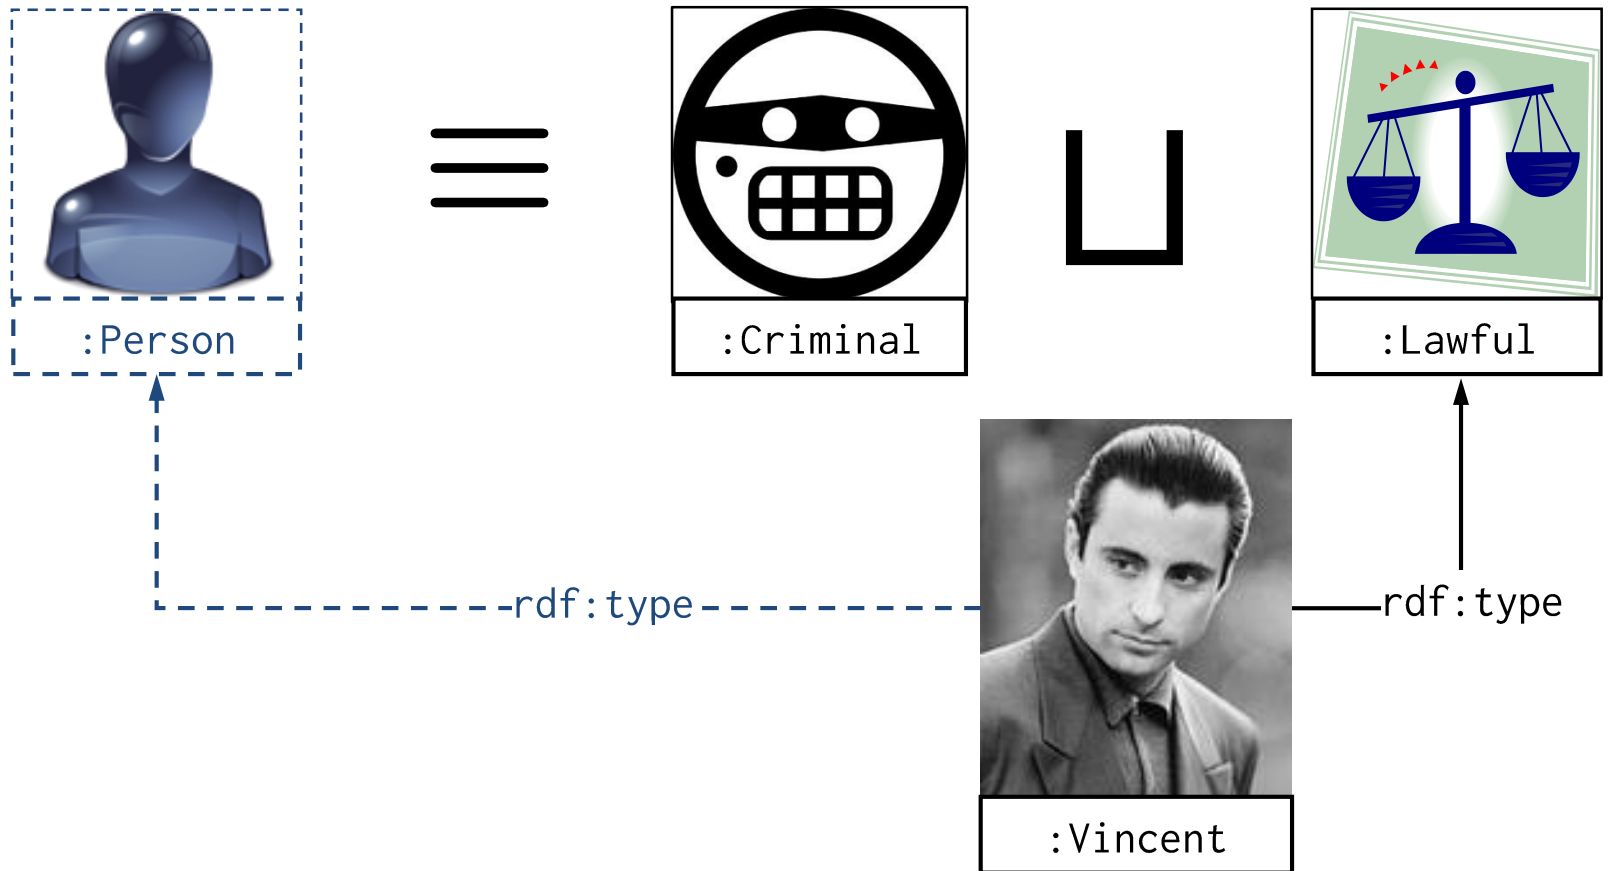 ≡
⊔
:Person
:Criminal
:Lawful
rdf:type
rdf:type
:Vincent